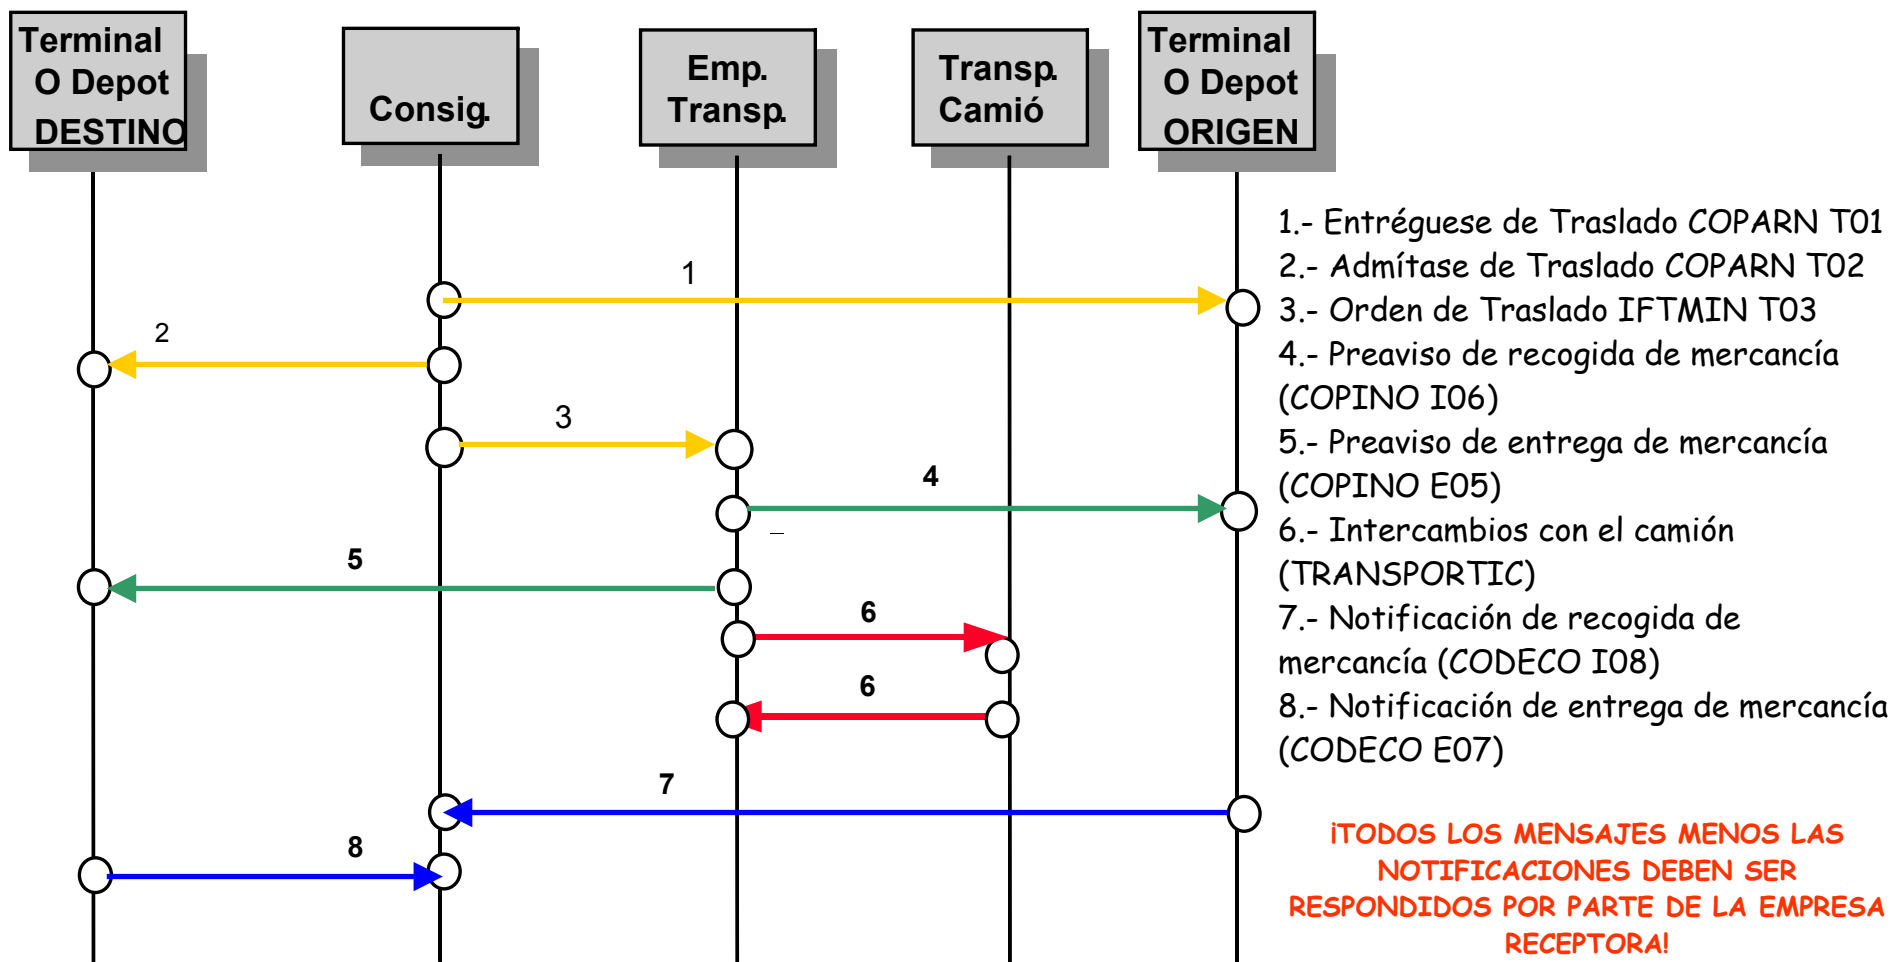 Terminal
O Depot
DESTINO
Consig.
Emp.
Transp.
Transp.
Camió
Terminal
O Depot
ORIGEN
1
2
3
4
5
6
6
7
8
1.- Entréguese de Traslado COPARN T01
2.- Admítase de Traslado COPARN T02
3.- Orden de Traslado IFTMIN T03
4.- Preaviso de recogida de mercancía
(COPINO I06)
5.- Preaviso de entrega de mercancía
(COPINO E05)
6.- Intercambios con el camión
(TRANSPORTIC)
7.- Notificación de recogida de
mercancía (CODECO I08)
8.- Notificación de entrega de mercancía
(CODECO E07)
¡TODOS LOS MENSAJES MENOS LAS
NOTIFICACIONES DEBEN SER
RESPONDIDOS POR PARTE DE LA EMPRESA
RECEPTORA!